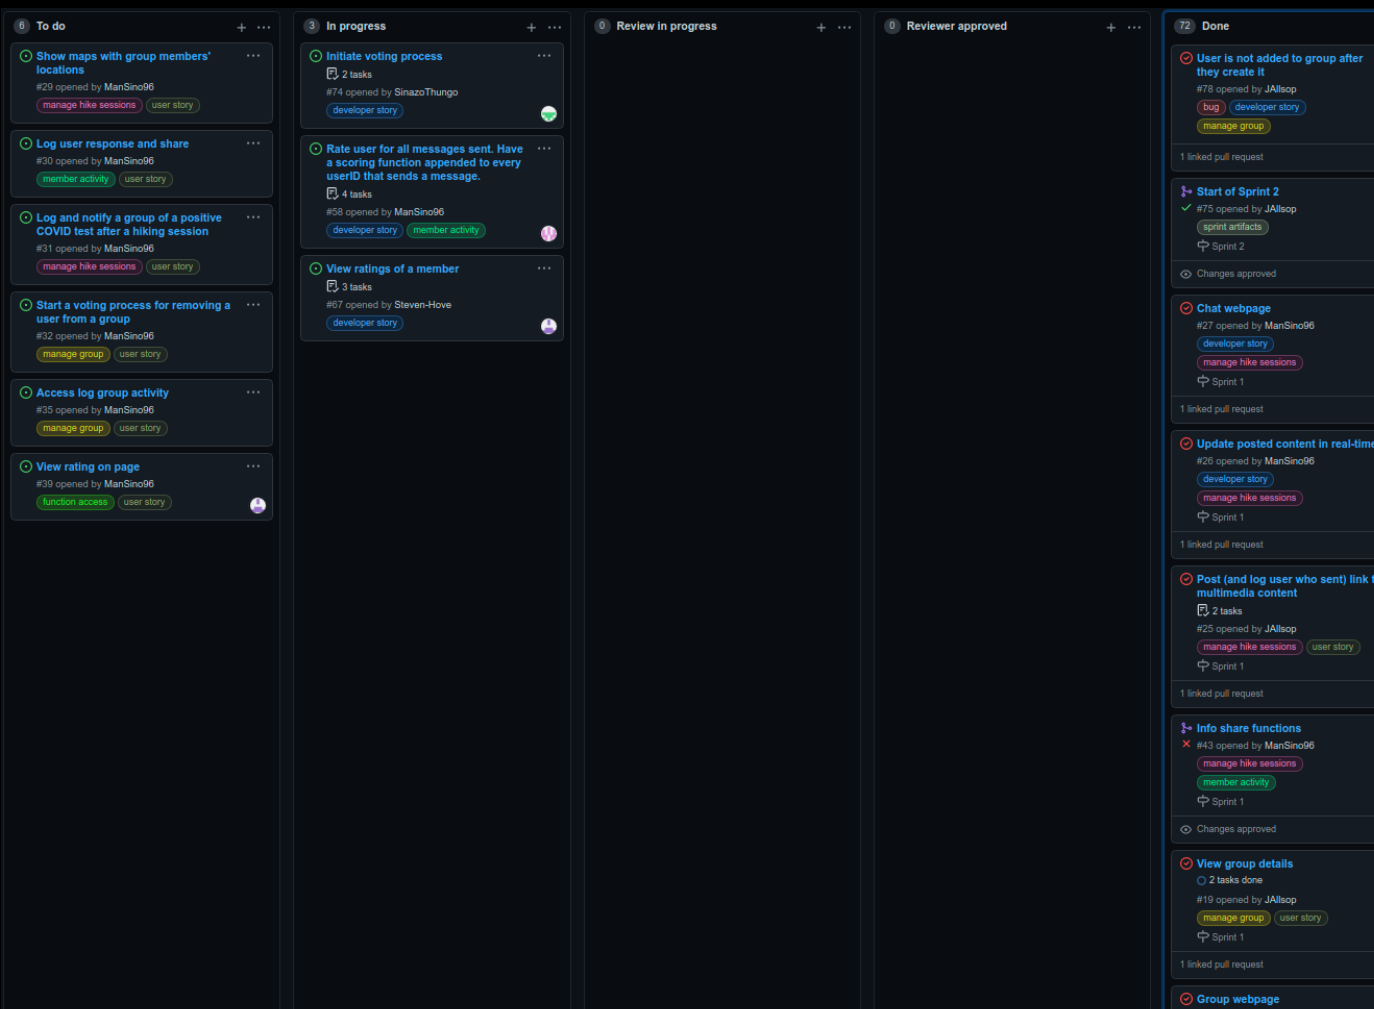 6 To do
Show maps with group members'
locations
#29 opened by ManSino96
manage hike sessions user story
Log user response and share
#30 opened by ManSino96
member activity user story
Log and notify a group of a positive
COVID test after a hiking session
#31 opened by ManSino96
manage hike sessions user story
Start a voting process for removing a
user from a group
#32 opened by ManSino96
manage group user story
Access log group activity
#35 opened by ManSino96
manage group user story
View rating on page
#39 opened by ManSino96
function access user story
3 In progress
Initiate voting process
2 tasks
#74 opened by SinazoThungo
developer story
Rate user for all messages sent. Have
a scoring function appended to every
userID that sends a message.
4 tasks
#58 opened by ManSino96
developer story member activity
View ratings of a member
3 tasks
#67 opened by Steven-Hove
developer story
0 Review in progress
0 Reviewer approved
72 Done
User is not added to group after
they create it
#78 opened by JAllsop
bug developer story
manage group
1 linked pull request
Start of Sprint 2
#75 opened by JAllsop
sprint artifacts
Sprint 2
Changes approved
Chat webpage
#27 opened by ManSino96
developer story
manage hike sessions
Sprint 1
1 linked pull request
Update posted content in real-time
#26 opened by ManSino96
developer story
manage hike sessions
Sprint 1
1 linked pull request
Post (and log user who sent) link t
multimedia content
2 tasks
#25 opened by JAllsop
manage hike sessions user story
Sprint 1
1 linked pull request
Info share functions
#43 opened by ManSino96
manage hike sessions
member activity
Sprint 1
Changes approved
View group details
2 tasks done
#19 opened by JAllsop
manage group user story
Sprint 1
1 linked pull request
Group webpage